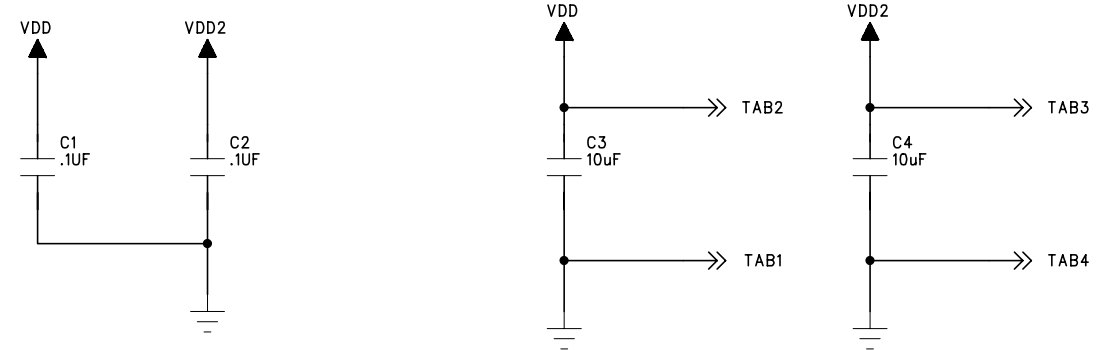 VDD
VDD2
C1
.1UF
C2
.1UF
VDD
TAB2
C3
10uF
TAB1
VDD2
TAB3
C4
10uF
TAB4